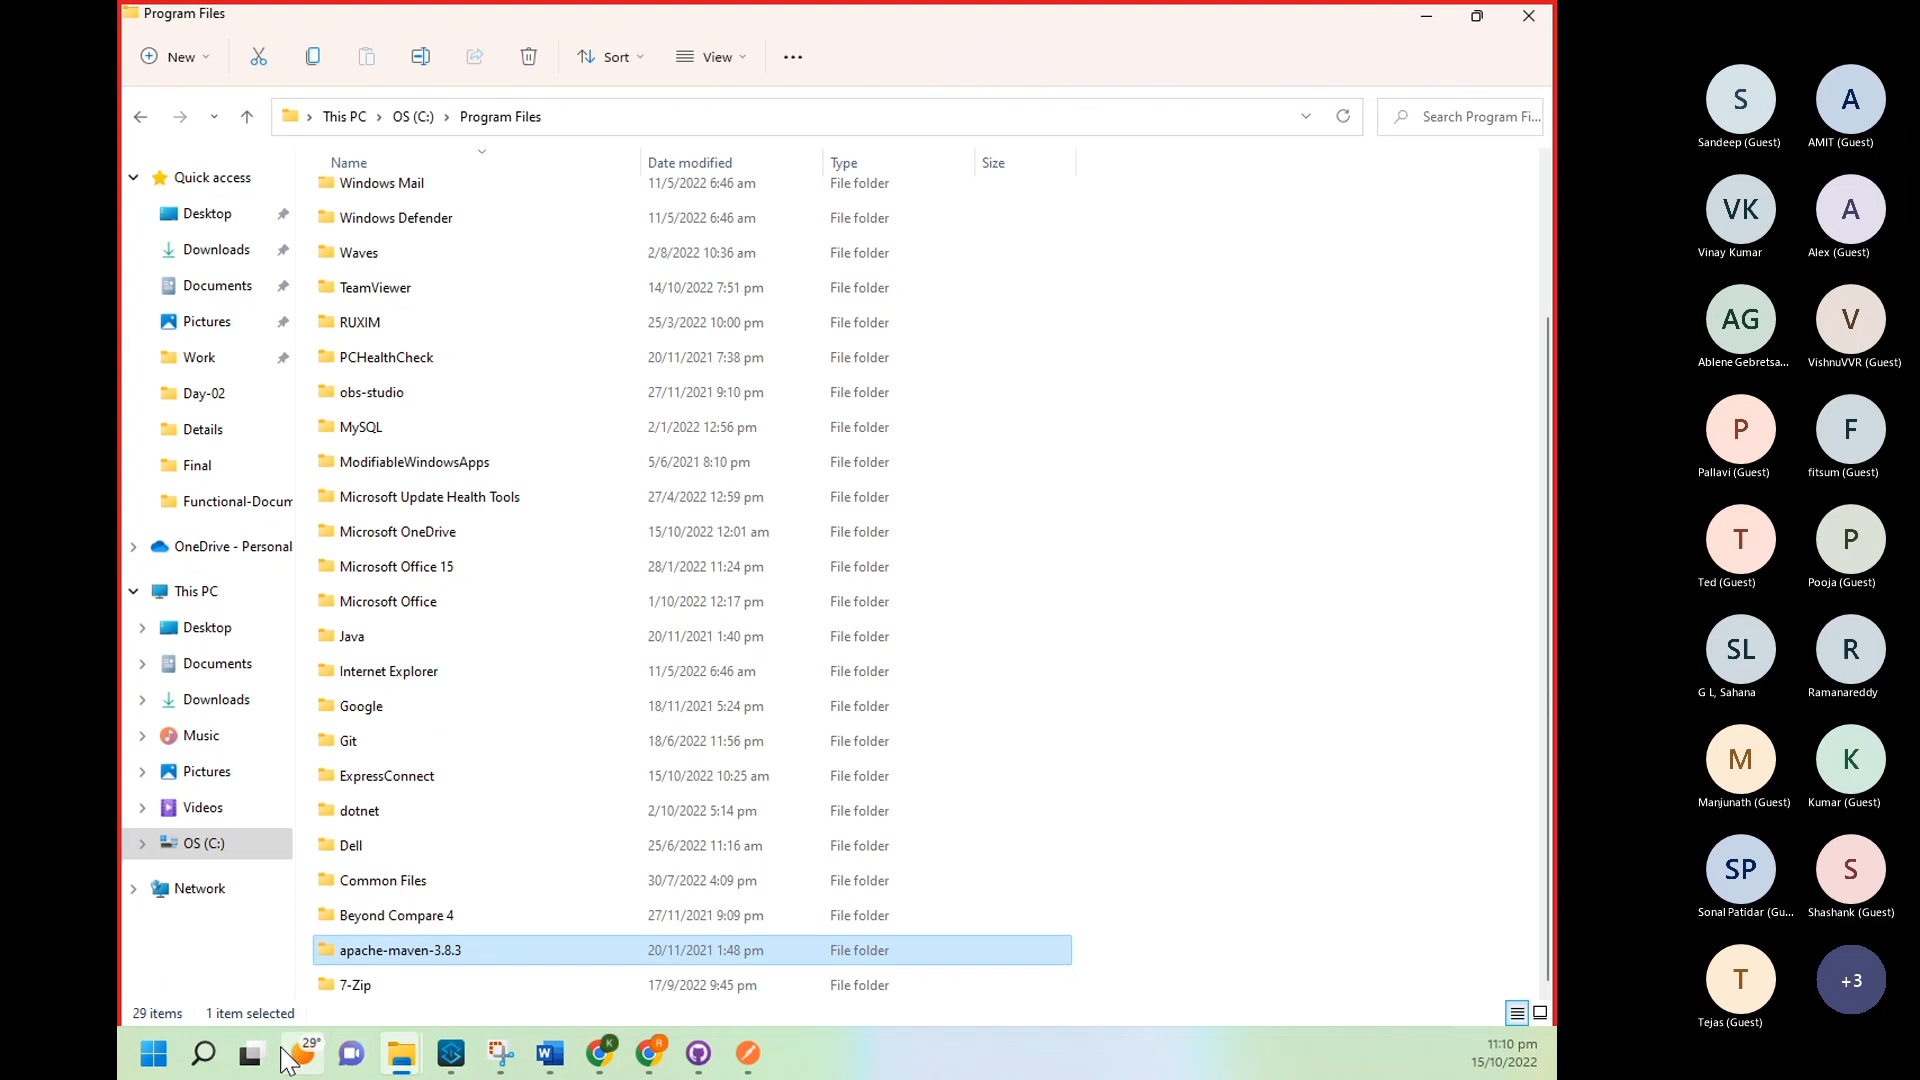 Program Files
New
Sort
View
This PC
OS (C:)
Program Files
Search Program Fi...
Name
Date modified
Type
Size
Quick access
Desktop
Downloads
Documents
Pictures
Work
Day-02
Details
Final
Functional-Docum
OneDrive - Personal
This PC
Desktop
Documents
Downloads
Music
Pictures
Videos
OS (C:)
Network
Windows Mail 11/5/2022 6:46 am File folder
Windows Defender 11/5/2022 6:46 am File folder
Waves 2/8/2022 10:36 am File folder
TeamViewer 14/10/2022 7:51 pm File folder
RUXIM 25/3/2022 10:00 pm File folder
PCHealthCheck 20/11/2021 7:38 pm File folder
obs-studio 27/11/2021 9:10 pm File folder
MySQL 2/1/2022 12:56 pm File folder
ModifiableWindowsApps 5/6/2021 8:10 pm File folder
Microsoft Update Health Tools 27/4/2022 12:59 pm File folder
Microsoft OneDrive 15/10/2022 12:01 am File folder
Microsoft Office 15 28/1/2022 11:24 pm File folder
Microsoft Office 1/10/2022 12:17 pm File folder
Java 20/11/2021 1:40 pm File folder
Internet Explorer 11/5/2022 6:46 am File folder
Google 18/11/2021 5:24 pm File folder
Git 18/6/2022 11:56 pm File folder
ExpressConnect 15/10/2022 10:25 am File folder
dotnet 2/10/2022 5:14 pm File folder
Dell 25/6/2022 11:16 am File folder
Common Files 30/7/2022 4:09 pm File folder
Beyond Compare 4 27/11/2021 9:09 pm File folder
apache-maven-3.8.3 20/11/2021 1:48 pm File folder
7-Zip 17/9/2022 9:45 pm File folder
29 items
1 item selected
29°
W
K
R
11:10 pm
15/10/2022
S
Sandeep (Guest)
A
AMIT (Guest)
VK
Vinay Kumar
A
Alex (Guest)
AG
Ablene Gebretsa...
V
VishnuVVR (Guest)
P
Pallavi (Guest)
F
fitsum (Guest)
T
Ted (Guest)
P
Pooja (Guest)
SL
G L, Sahana
R
Ramanareddy
M
Manjunath (Guest)
K
Kumar (Guest)
SP
Sonal Patidar (Gu...
S
Shashank (Guest)
T
Tejas (Guest)
+3